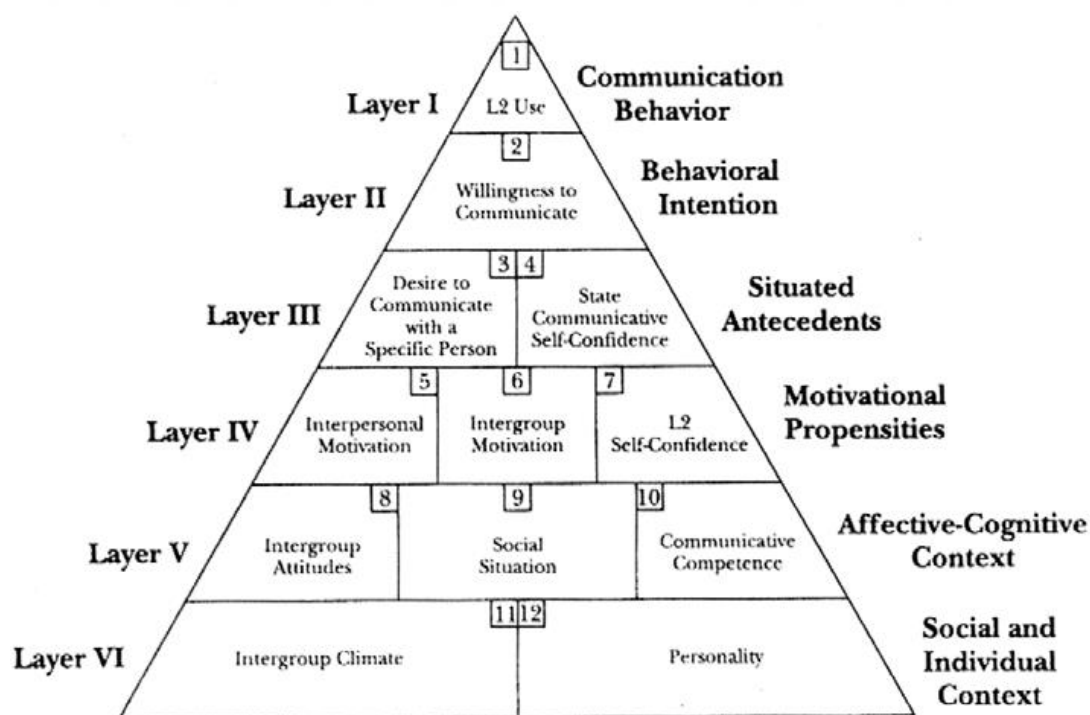 1
Layer I
L2 Use
Communication
Behavior
2
Layer II
Willingness to
Communicate
Behavioral
Intention
3 4
Layer III
Desire to
Communicate
with a
Specific Person
State
Communicative
Self-Confidence
Situated
Antecedents
5 6 7
Layer IV
Interpersonal
Motivation
Intergroup
Motivation
L2
Self-Confidence
Motivational
Propensities
8 9 10
Layer V
Intergroup
Attitudes
Social
Situation
Communicative
Competence
Affective-Cognitive
Context
11 12
Layer VI
Intergroup Climate
Personality
Social and
Individual
Context